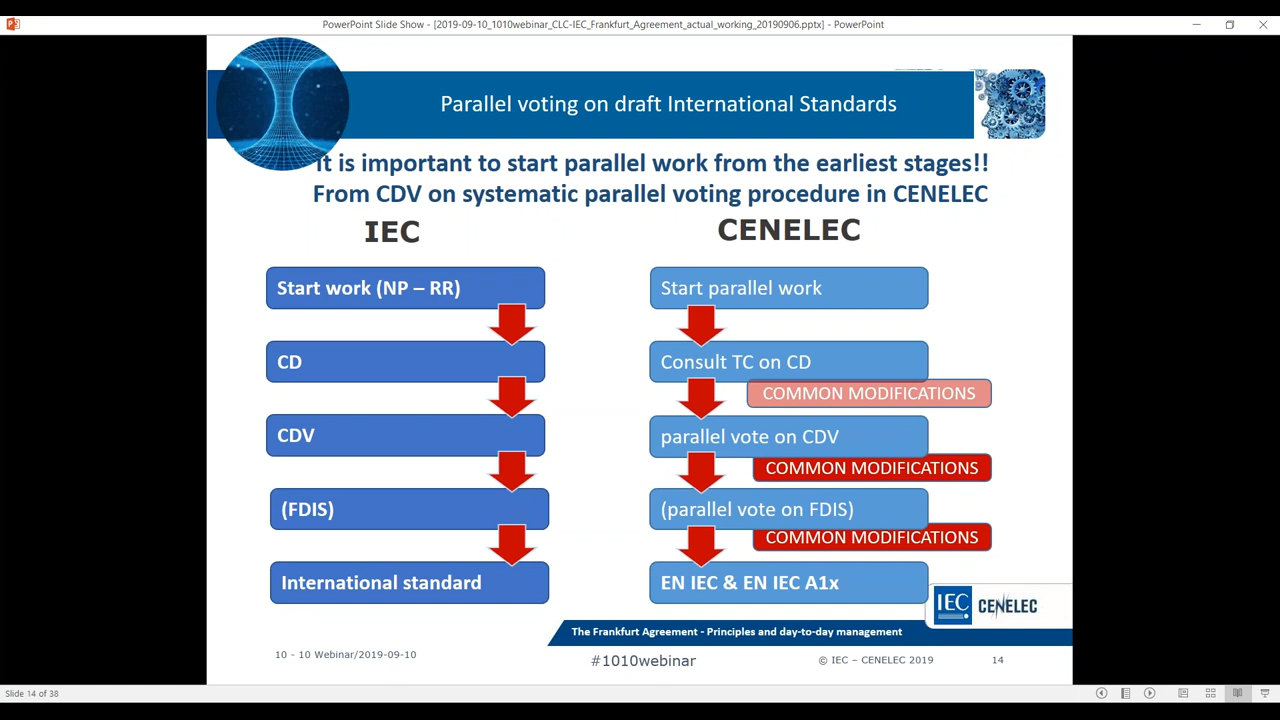 PowerPoint Slide Show - [2019-09-10_1010webinar_CLC-IEC_Frankfurt_Agreement_actual_working_20190906.pptx] - PowerPoint
Parallel voting on draft International Standards
It is important to start parallel work from the earliest stages!!
From CDV on systematic parallel voting procedure in CENELEC
IEC
CENELEC
Start work (NP – RR)
Start parallel work
CD
Consult TC on CD
COMMON MODIFICATIONS
CDV
parallel vote on CDV
COMMON MODIFICATIONS
(FDIS)
(parallel vote on FDIS)
COMMON MODIFICATIONS
International standard
EN IEC & EN IEC A1x
IEC
CENELEC
The Frankfurt Agreement - Principles and day-to-day management
10 - 10 Webinar/2019-09-10
#1010webinar
© IEC – CENELEC 2019
14
Slide 14 of 38